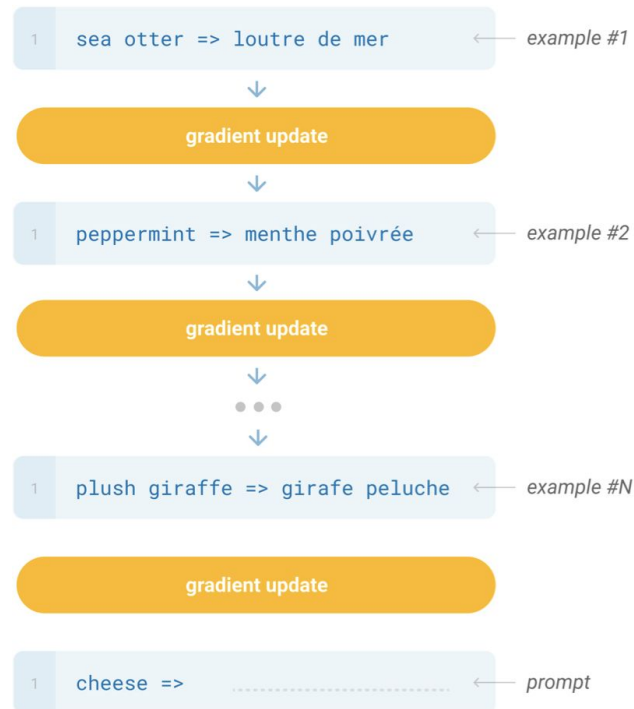 1 sea otter => loutre de mer example #1
gradient update
1 peppermint => menthe poivrée example #2
gradient update
1 plush giraffe => girafe peluche example #N
gradient update
1 cheese => prompt